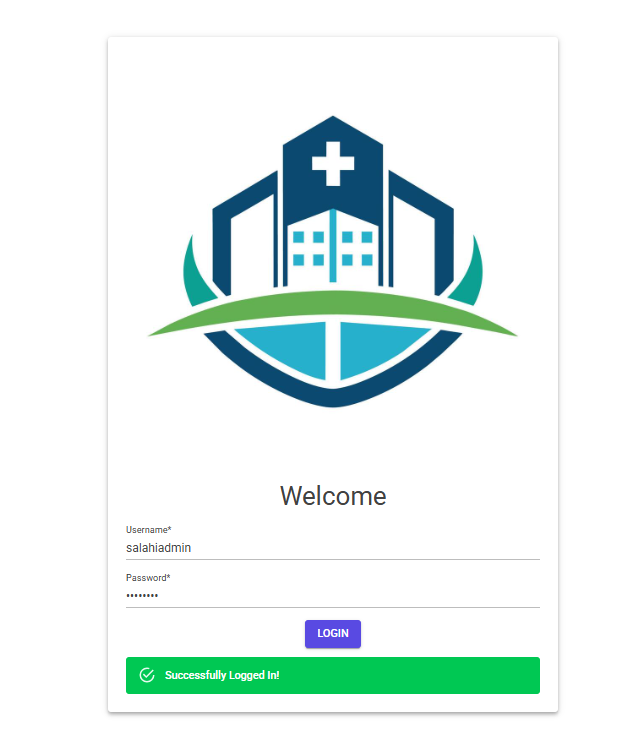 Welcome
Username*
salahiadmin
Password*
••••••••
LOGIN
Successfully Logged In!